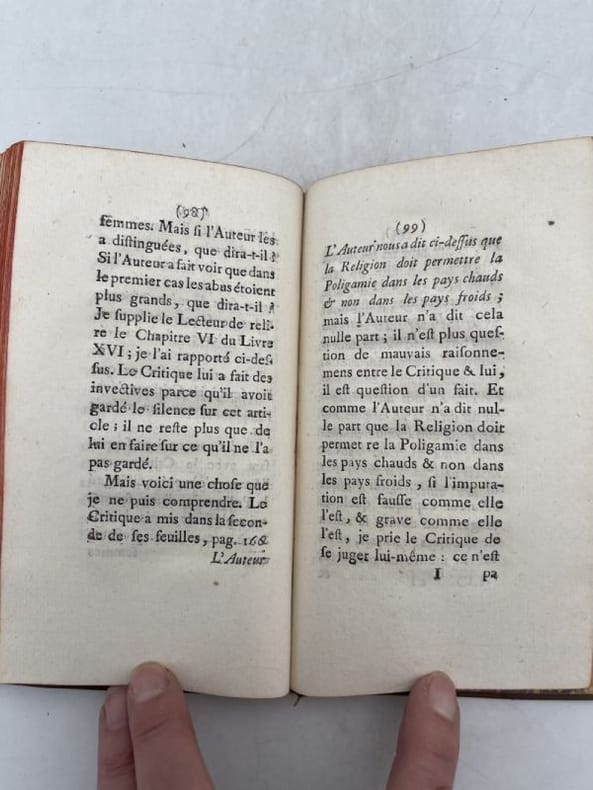 (98)
femmes. Mais si l'Auteur les
a distinguées, que dira-t-il ?
Si l'Auteur a fait voir que dans
le premier cas les abus étoient
plus grands, que dira-t-il ?
Je supplie le Lecteur de reli-
re le Chapitre VI du Livre
XVI ; je l'ai rapporté ci-des-
sus. Le Critique lui a fait des
invectives parce qu'il avoit
gardé le silence sur cet arti-
cle ; il ne reste plus que de
lui en faire sur ce qu'il ne l'a
pas gardé.
Mais voici une chose que
je ne puis comprendre. Le
Critique a mis dans la secon-
de de ses feuilles, pag. 166
L'Auteur
(99)
L'Auteur nous a dit ci-dessus que
la Religion doit permettre la
Poligamie dans les pays chauds
& non dans les pays froids ;
mais l'Auteur n'a dit cela
nulle part ; il n'est plus ques-
tion de mauvais raisonne-
mens entre le Critique & lui,
il est question d'un fait. Et
comme l'Auteur n'a dit nul-
le part que la Religion doit
permet re la Poligamie dans
les pays chauds & non dans
les pays froids, si l'imputa-
tion est fausse comme elle
l'est, & grave comme elle
l'est, je prie le Critique de
se juger lui-même : ce n'est
I pa